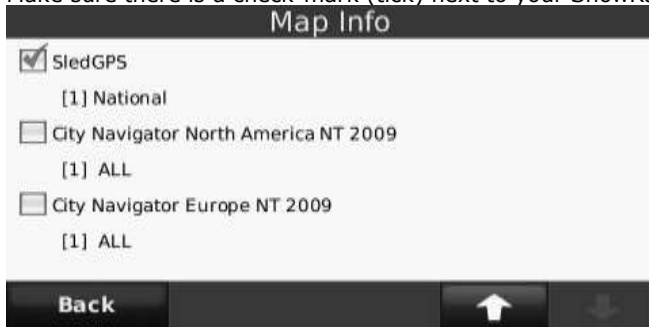 Make sure there is a check mark (tick) next to your
Map Info
SledGPS
[1] National
City Navigator North America NT 2009
[1] ALL
City Navigator Europe NT 2009
[1] ALL
Back